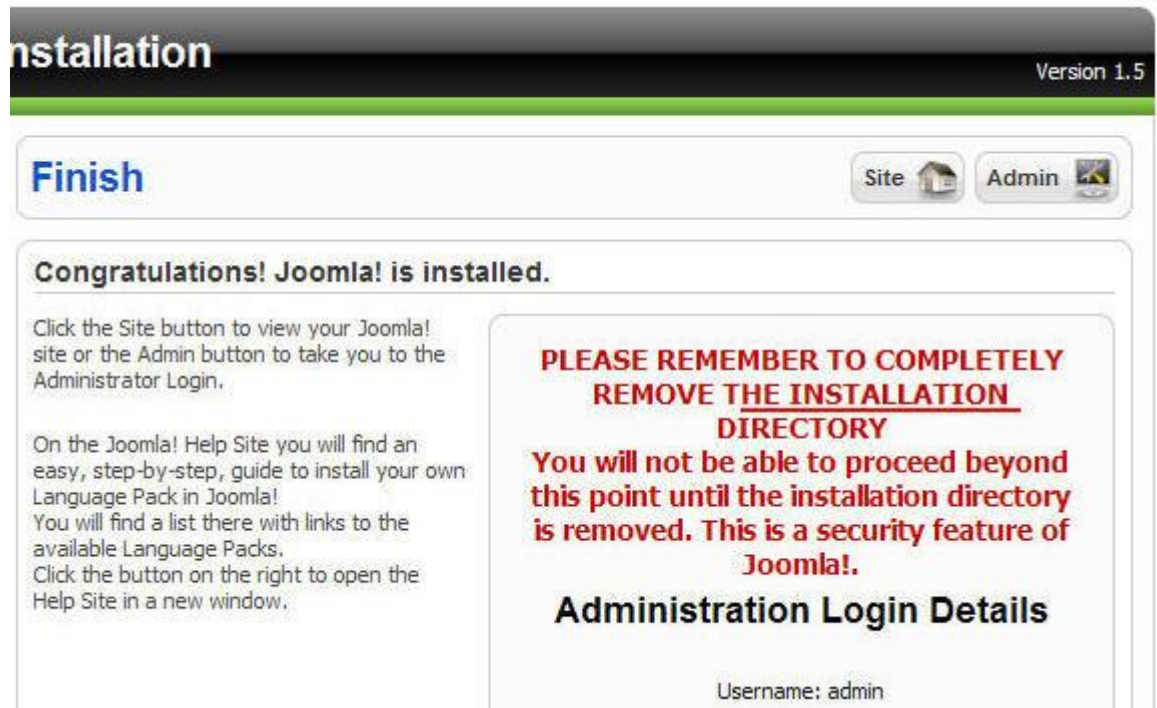 nstallation
Version 1.5
Finish
Site
Admin
Congratulations! Joomla! is installed.
Click the Site button to view your Joomla!
site or the Admin button to take you to the
Administrator Login.
On the Joomla! Help Site you will find an
easy, step-by-step, guide to install your own
Language Pack in Joomla!
You will find a list there with links to the
available Language Packs.
Click the button on the right to open the
Help Site in a new window.
PLEASE REMEMBER TO COMPLETELY
REMOVE THE INSTALLATION
DIRECTORY
You will not be able to proceed beyond
this point until the installation directory
is removed. This is a security feature of
Joomla!.
Administration Login Details
Username: admin